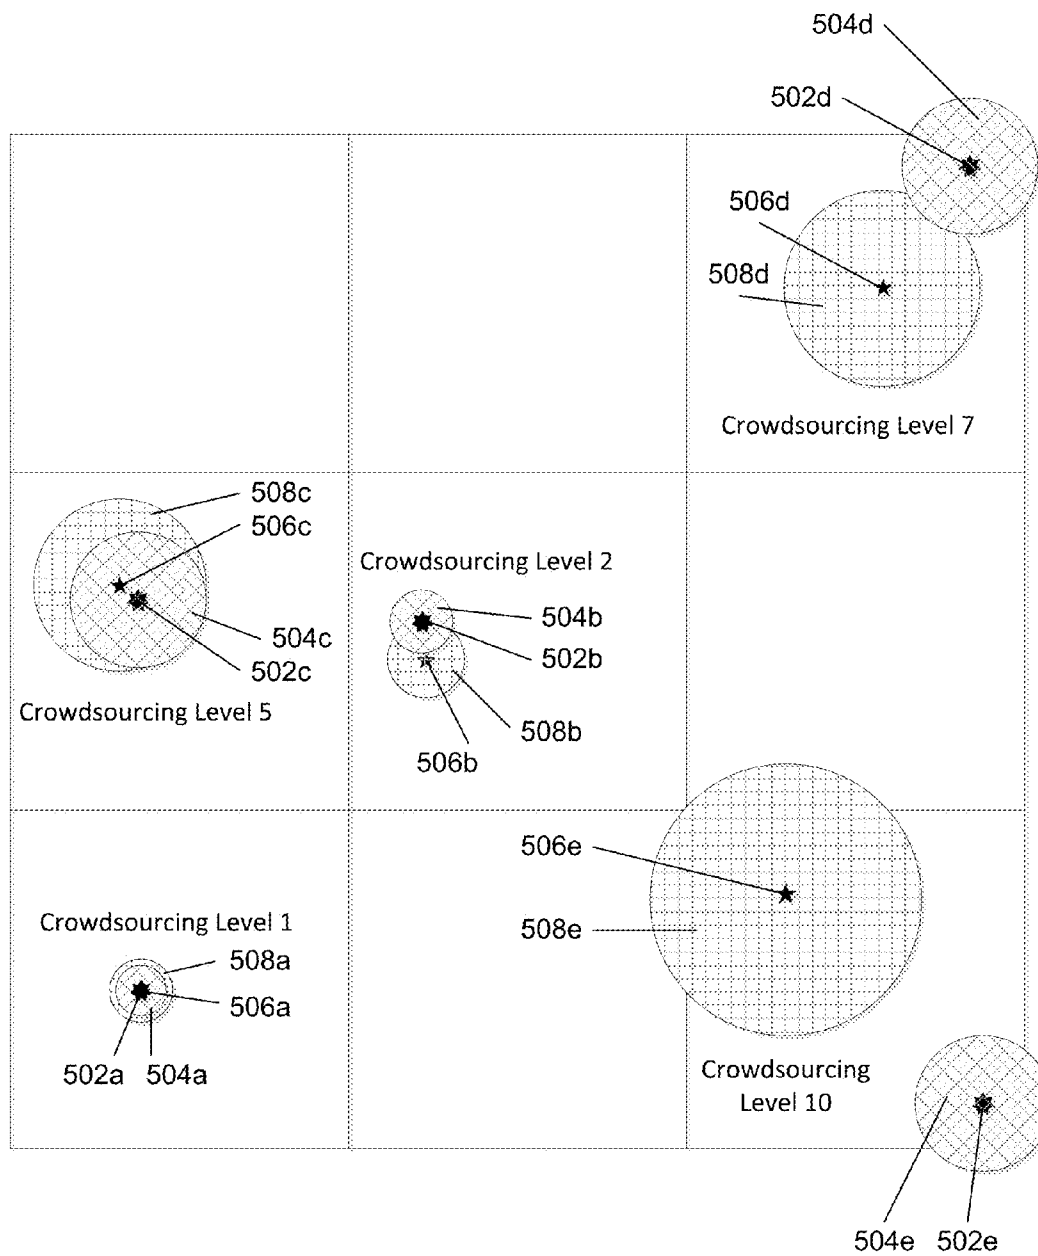 504d
502d
506d
508d
Crowdsourcing Level 7
508c
506c
Crowdsourcing Level 2
504b
504c
502b
502c
Crowdsourcing Level 5
508b
506b
506e
Crowdsourcing Level 1
508e
508a
506a
502a 504a
Crowdsourcing
Level 10
504e 502e